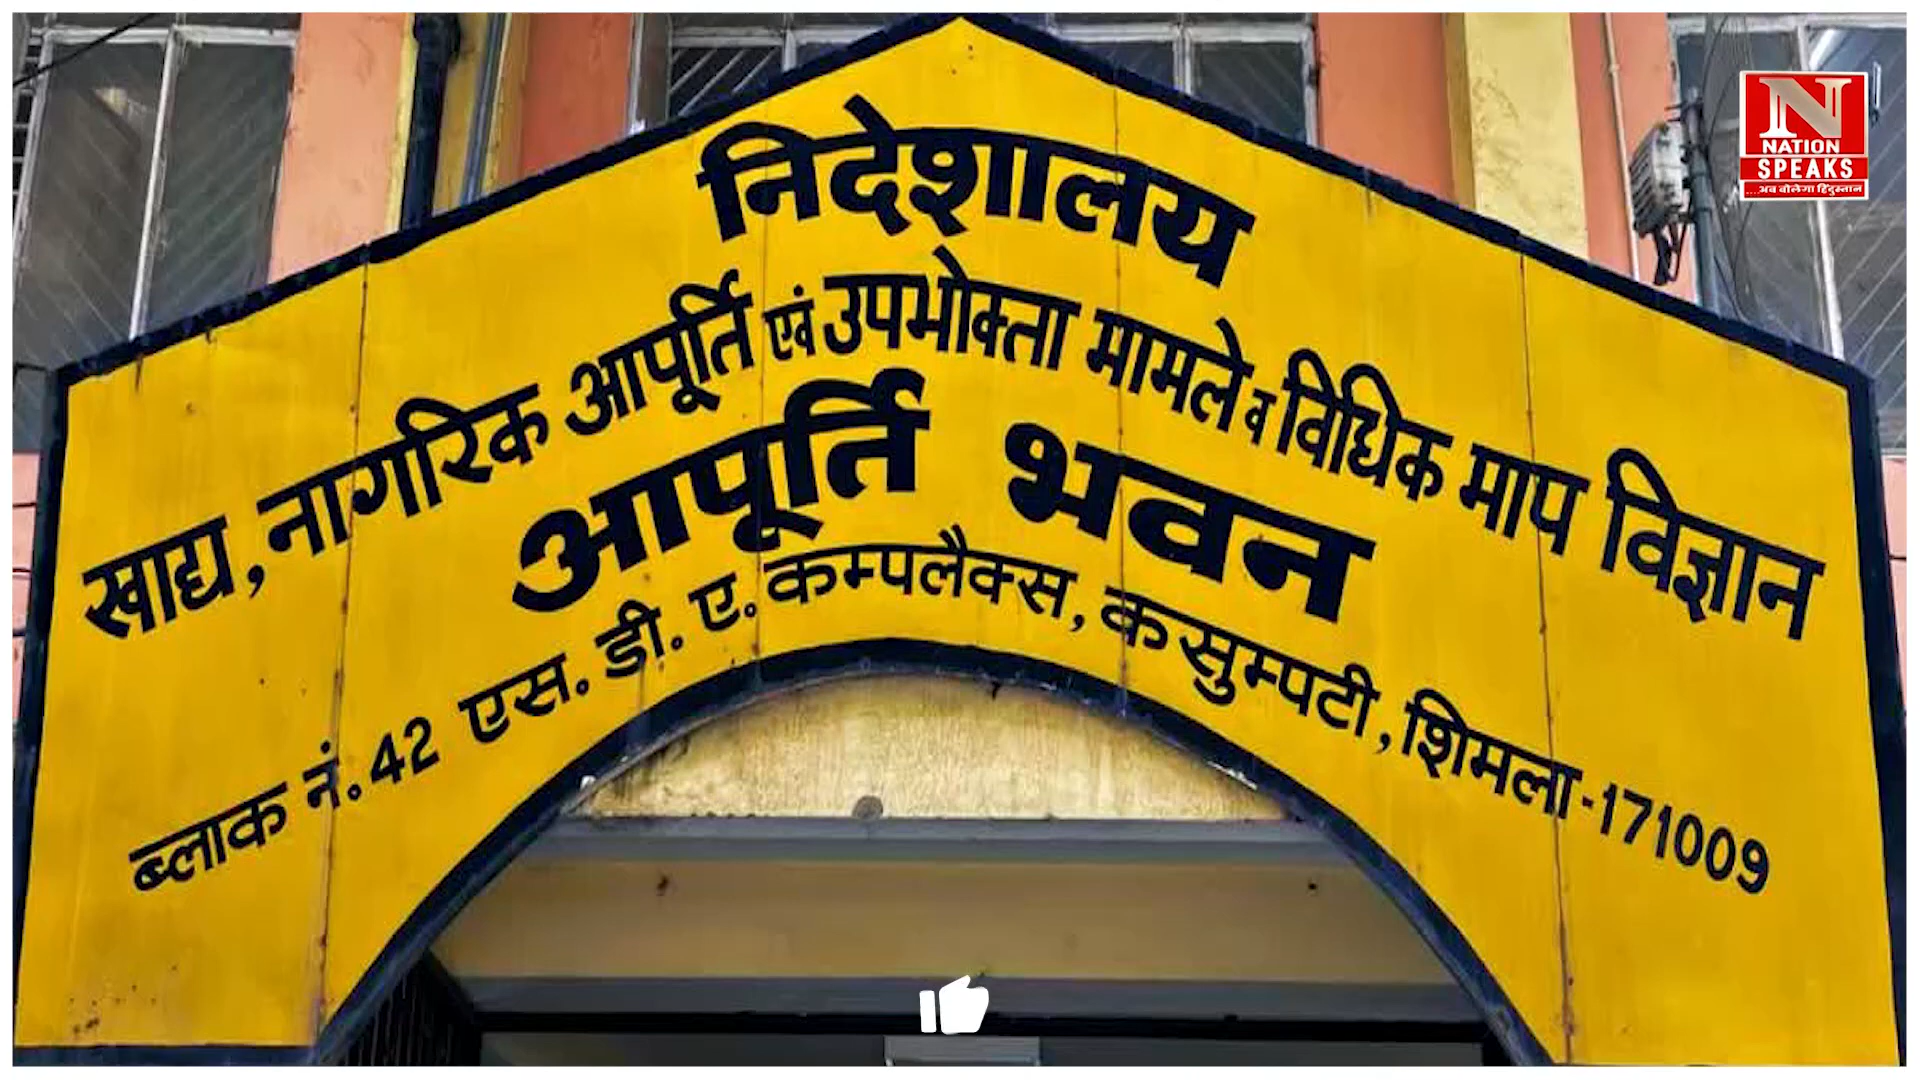 निदेशालय
खाद्य, नागरिक आपूर्ति एवं उपभोक्ता मामले व विधिक माप विज्ञान
आपूर्ति भवन
ब्लाक नं. 42 एस. डी. ए. कम्पलैक्स, कसुम्पटी, शिमला-171009
N
NATION
SPEAKS
....अब बोलेगा हिंदुस्तान